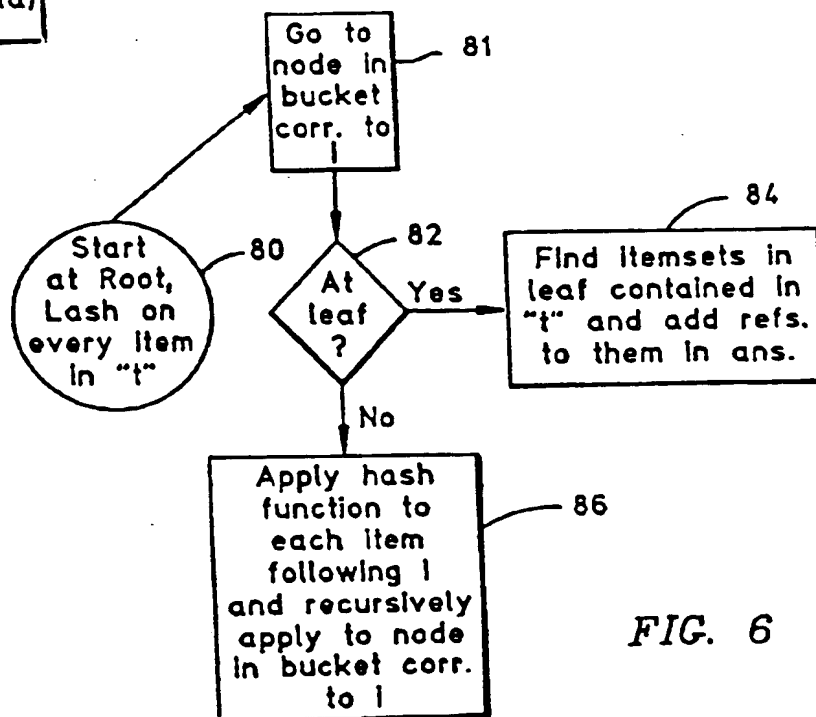 Go to
node in
bucket
corr. to
i
81
Start
at Root,
Lash on
every item
in "t"
80
82
At
leaf
?
Yes
84
Find itemsets in
leaf contained in
"t" and add refs.
to them in ans.
No
Apply hash
function to
each item
following i
and recursively
apply to node
in bucket corr.
to i
86
FIG. 6